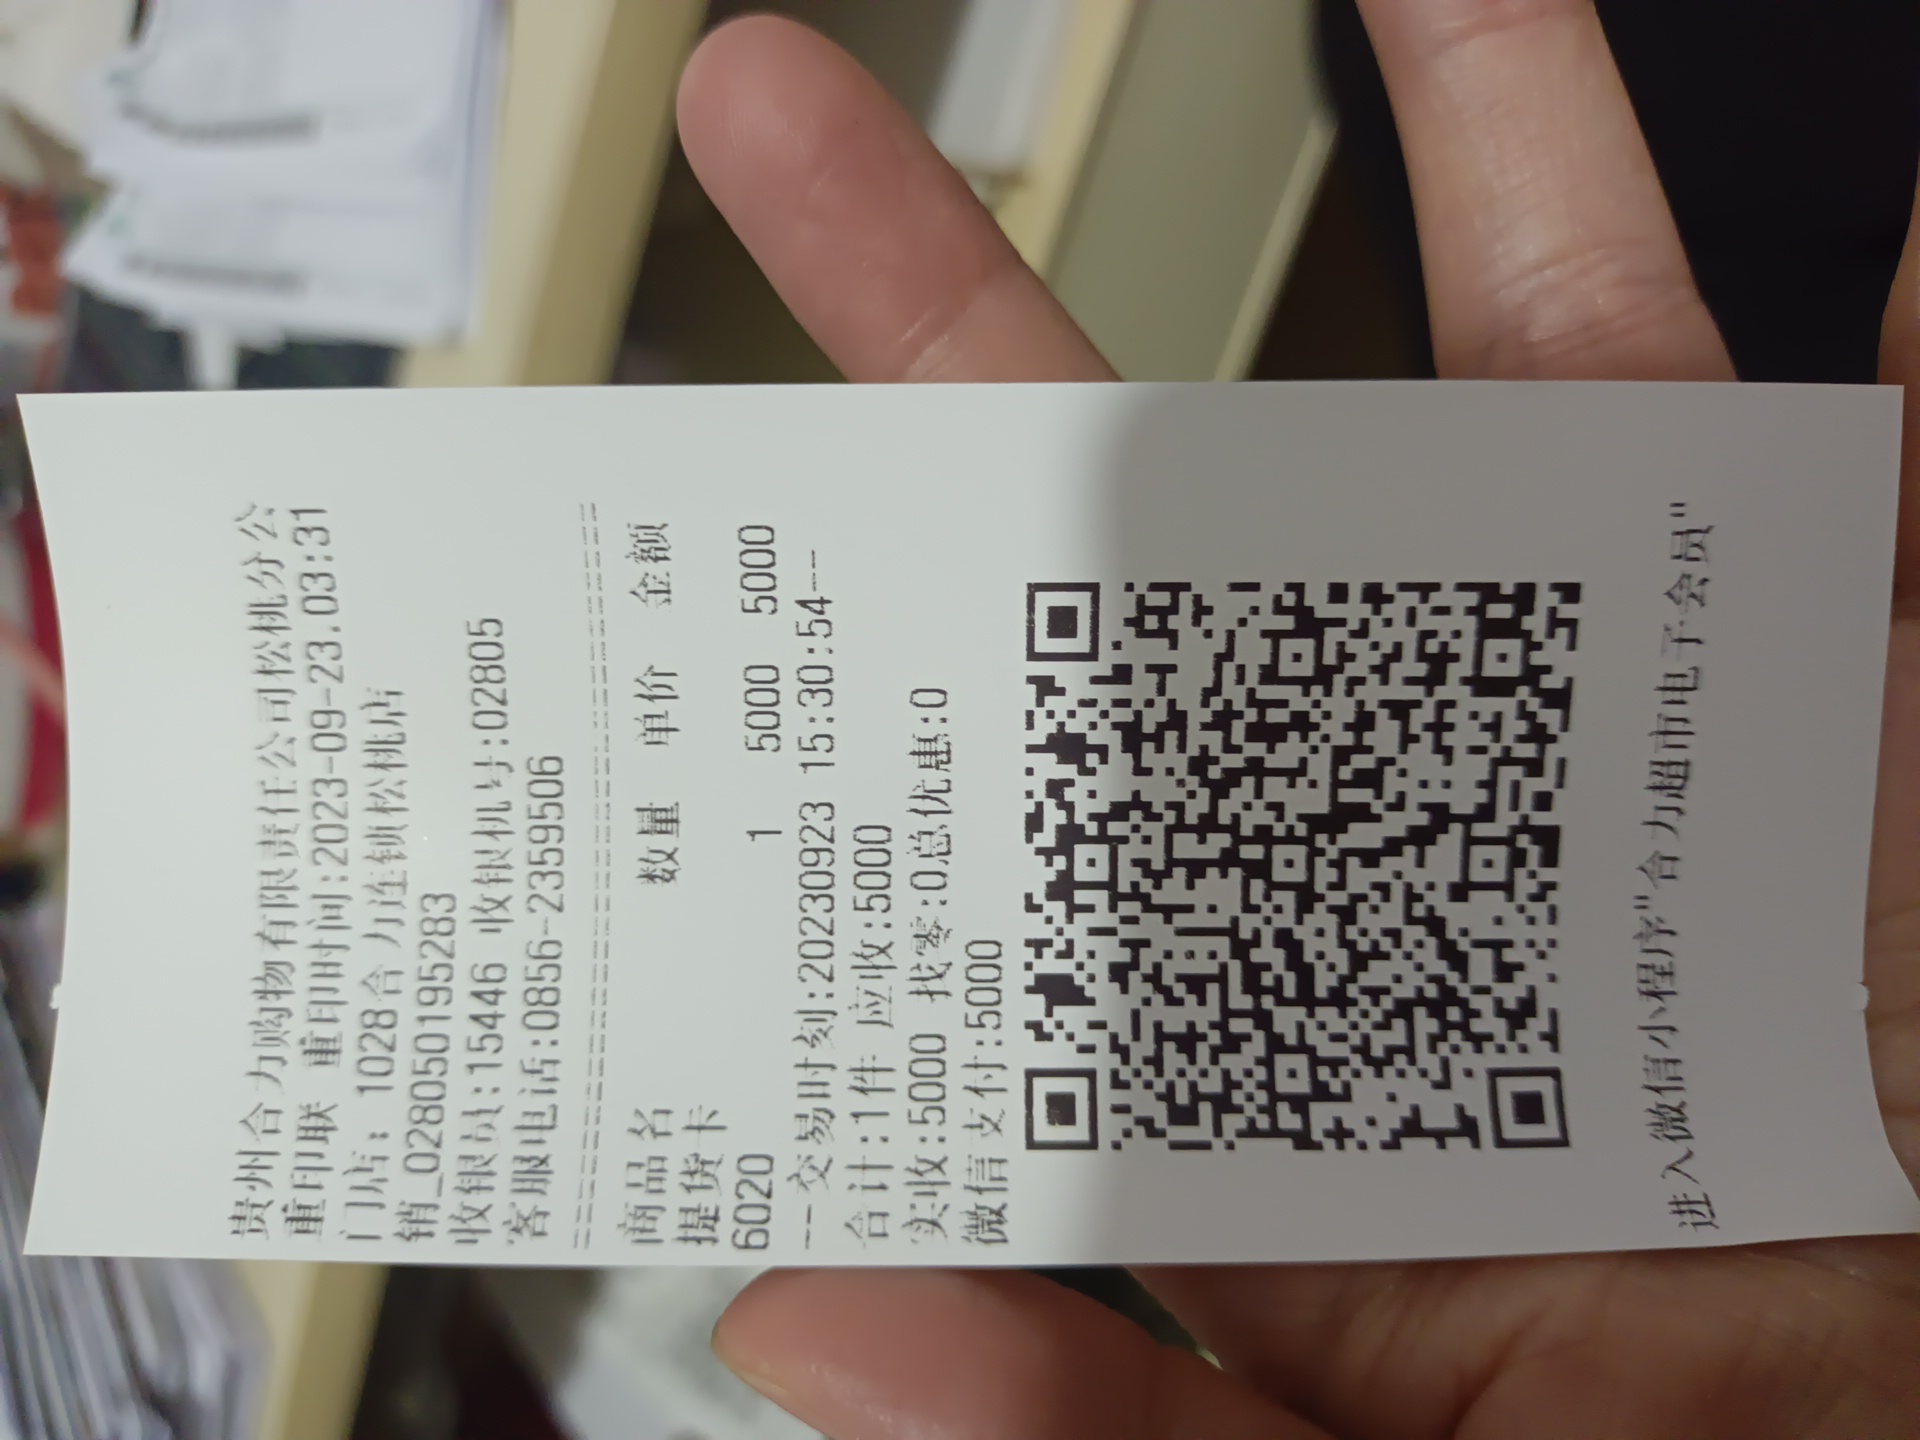 贵州合力购物有限责任公司松桃分公
重印联 重印时间:2023-09-23.03:31
门店: 1028合力连锁松桃店
销_028050195283
收银员:15446 收银机号:02805
客服电话:0856-2359506
================================
商品名 数量 单价 金额
提货卡
6020 1 5000 5000
--交易时刻:20230923 15:30:54--
合计:1件 应收:5000
实收:5000 找零:0总优惠:0
微信支付:5000
进入微信小程序"合力超市电子会员"